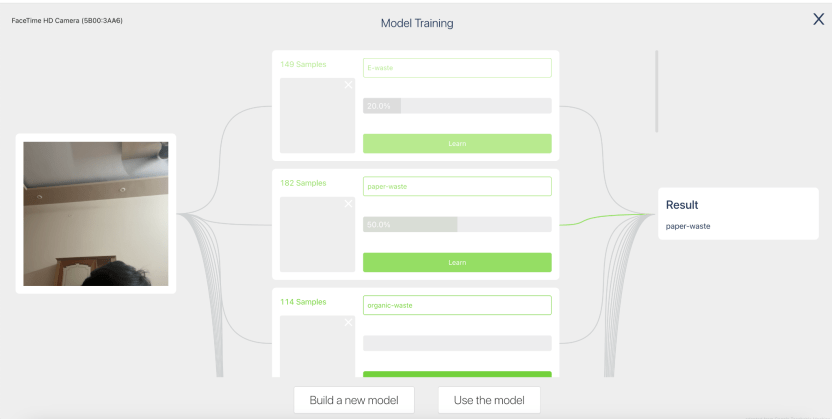 FaceTime HD Camera (5B00:3AA6)
Model Training
X
149 Samples
E-waste
20.0%
Learn
182 Samples
paper-waste
50.0%
Learn
114 Samples
organic-waste
Result
paper-waste
Build a new model
Use the model